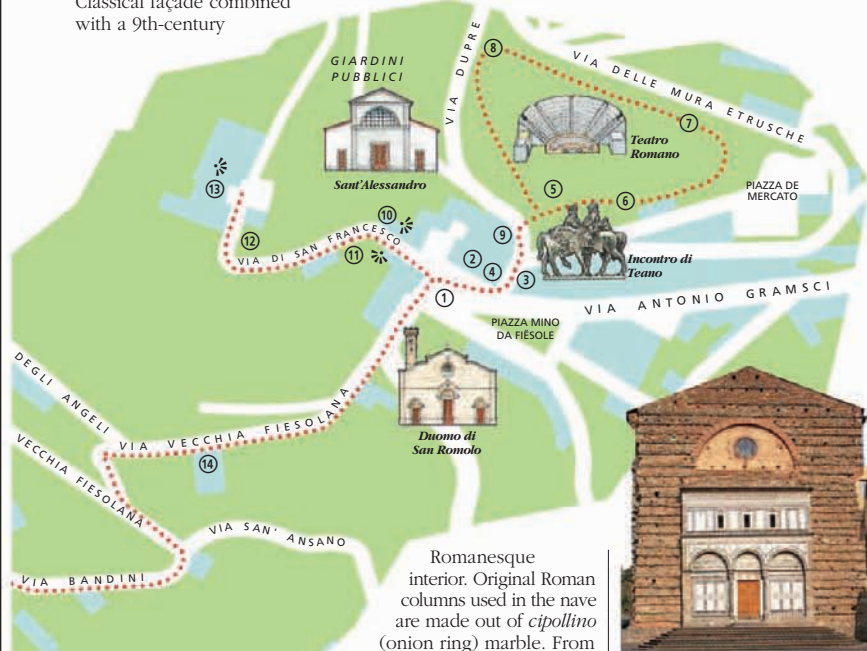 Classical façade combined
with a 9th-century
GIARDINI
PUBBLICI
VIA DUPRE
8
VIA DELLE MURA ETRUSCHE
7
Teatro
Romano
Sant'Alessandro
5
6
PIAZZA DE
MERCATO
13
10
12
VIA DI SAN FRANCESCO
11
9
2
4
3
Incontro di
Teano
1
VIA ANTONIO GRAMSCI
PIAZZA MINO
DA FIÉSOLE
Duomo di
San Romolo
DEGLI ANGELI
VIA VECCHIA FIESOLANA
14
VECCHIA FIESOLANA
VIA SAN' ANSANO
VIA BANDINI
Romanesque
interior. Original Roman
columns used in the nave
are made out of cipollino
(onion ring) marble. From